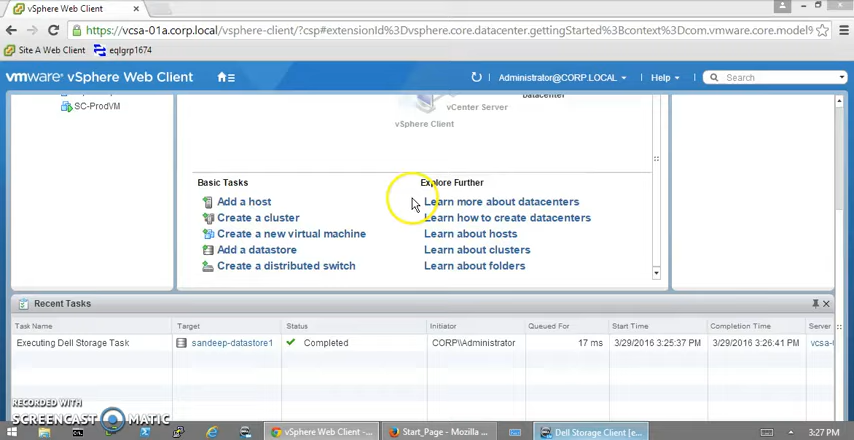 vSphere Web Client
https://vcsa-01a.corp.local/vsphere-client/?csp#extensionId%3Dvsphere.core.datacenter.gettingStarted%3Bcontext%3Dcom.vmware.core.model%
Site A Web Client eqlgrp1674
vmware® vSphere Web Client Administrator@CORP.LOCAL Help Search
SC-ProdVM
Datacenter
vCenter Server
vSphere Client
Basic Tasks
Add a host
Create a cluster
Create a new virtual machine
Add a datastore
Create a distributed switch
Explore Further
Learn more about datacenters
Learn how to create datacenters
Learn about hosts
Learn about clusters
Learn about folders
Recent Tasks
Task Name Target Status Initiator Queued For Start Time Completion Time Server
Executing Dell Storage Task sandeep-datastore1 Completed CORP\\Administrator 17 ms 3/29/2016 3:25:37 PM 3/29/2016 3:26:41 PM vcsa-
RECORDED WITH
SCREENCAST MATIC
vSphere Web Client -... Start_Page - Mozilla ... Dell Storage Client [e... 3:27 PM